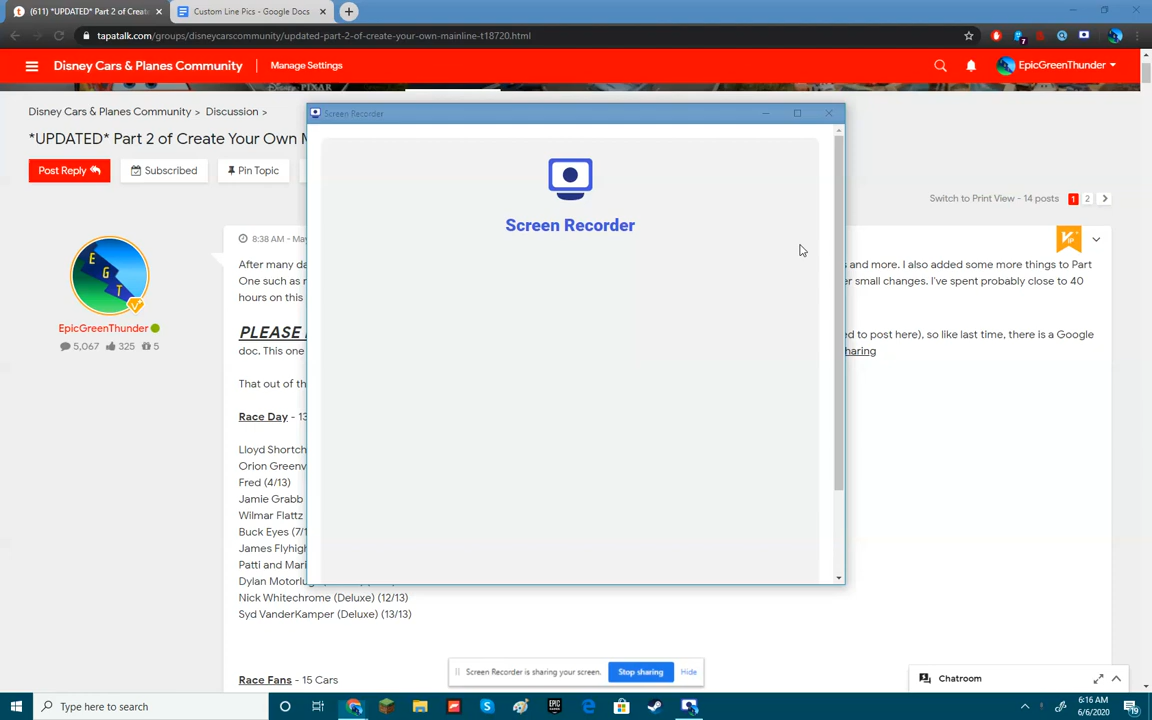 (611) *UPDATED* Part 2 of Create
Custom Line Pics - Google Docs
tapatalk.com/groups/disneycarscommunity/updated-part-2-of-create-your-own-mainline-t18720.html
7
Disney Cars & Planes Community
Manage Settings
EpicGreenThunder
PIXAR
Disney Cars & Planes Community > Discussion >
*UPDATED* Part 2 of Create Your Own M
Post Reply
Subscribed
Pin Topic
Switch to Print View - 14 posts
1
2
Screen Recorder
Screen Recorder
E G T
EpicGreenThunder
5,067
325
5
8:38 AM - May
After many da
s and more. I also added some more things to Part
One such as
er small changes. I've spent probably close to 40
hours on this
PLEASE
ed to post here), so like last time, there is a Google
doc. This one
haring
That out of th
Race Day - 13
Lloyd Shortch
Orion Greenv
Fred (4/13)
Jamie Grabb
Wilmar Flattz
Buck Eyes (7/1
James Flyhigh
Patti and Mari
Dylan Motorlug
Nick Whitechrome (Deluxe) (12/13)
Syd VanderKamper (Deluxe) (13/13)
Race Fans - 15 Cars
Screen Recorder is sharing your screen.
Stop sharing
Hide
Chatroom
Type here to search
EPIC GAMES
6:16 AM
6/6/2020
19